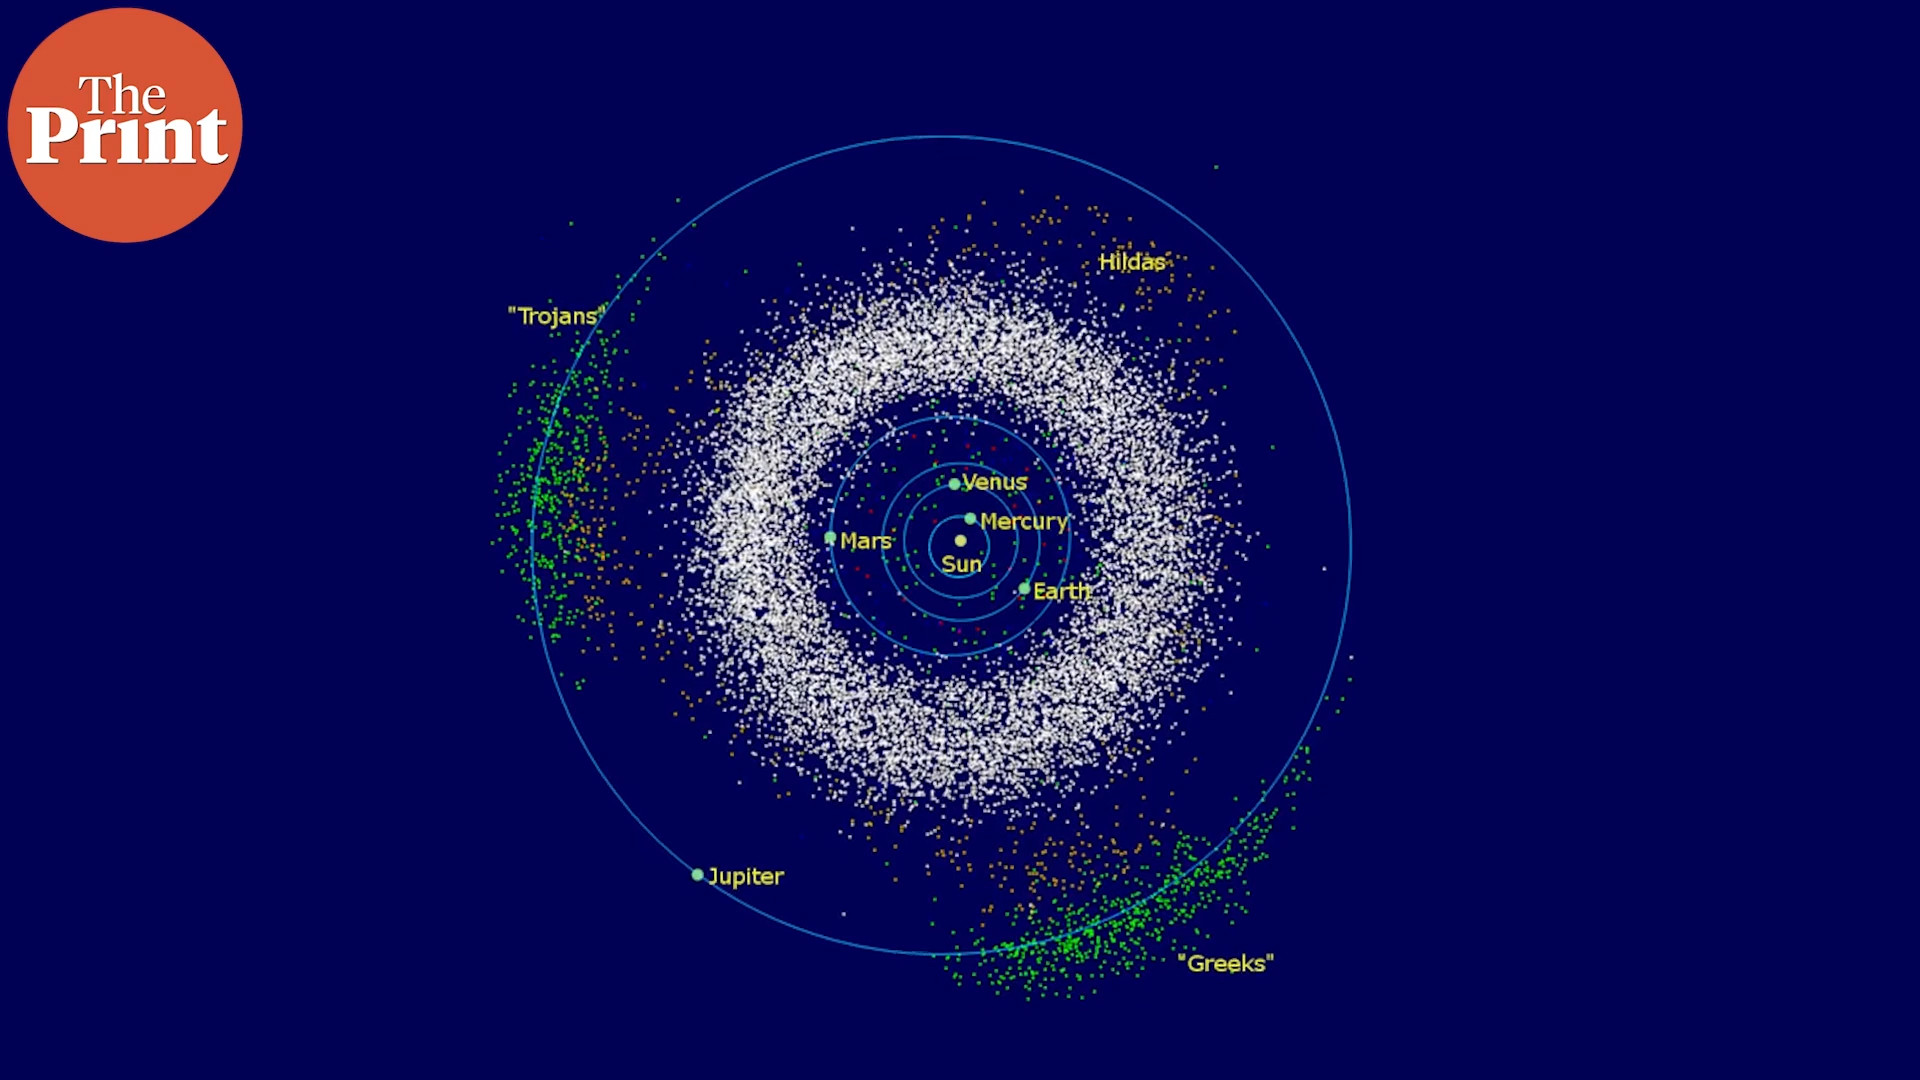 The
Print
Hildas
"Trojans"
Venus
Mercury
Mars
Sun
Earth
Jupiter
"Greeks"